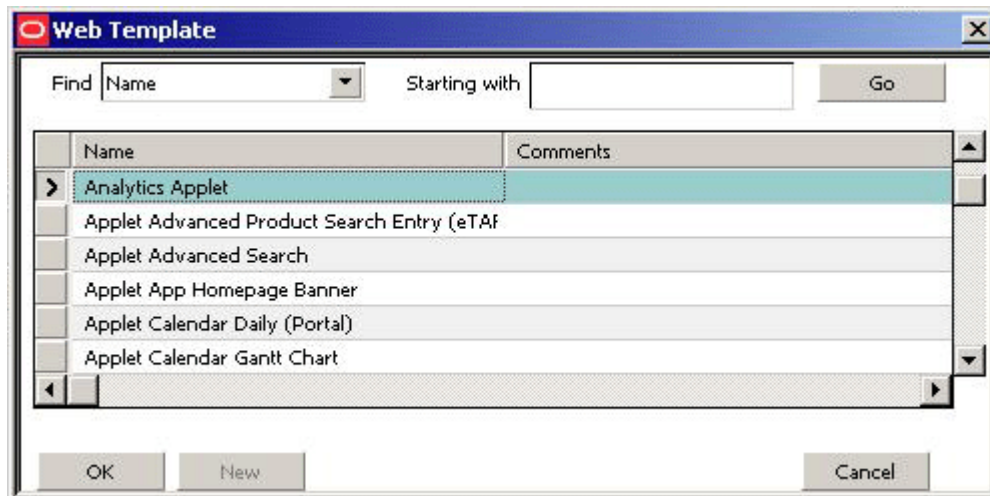 Web Template
Find Name Starting with Go
Name Comments
Analytics Applet
Applet Advanced Product Search Entry (eTAF
Applet Advanced Search
Applet App Homepage Banner
Applet Calendar Daily (Portal)
Applet Calendar Gantt Chart
OK New Cancel